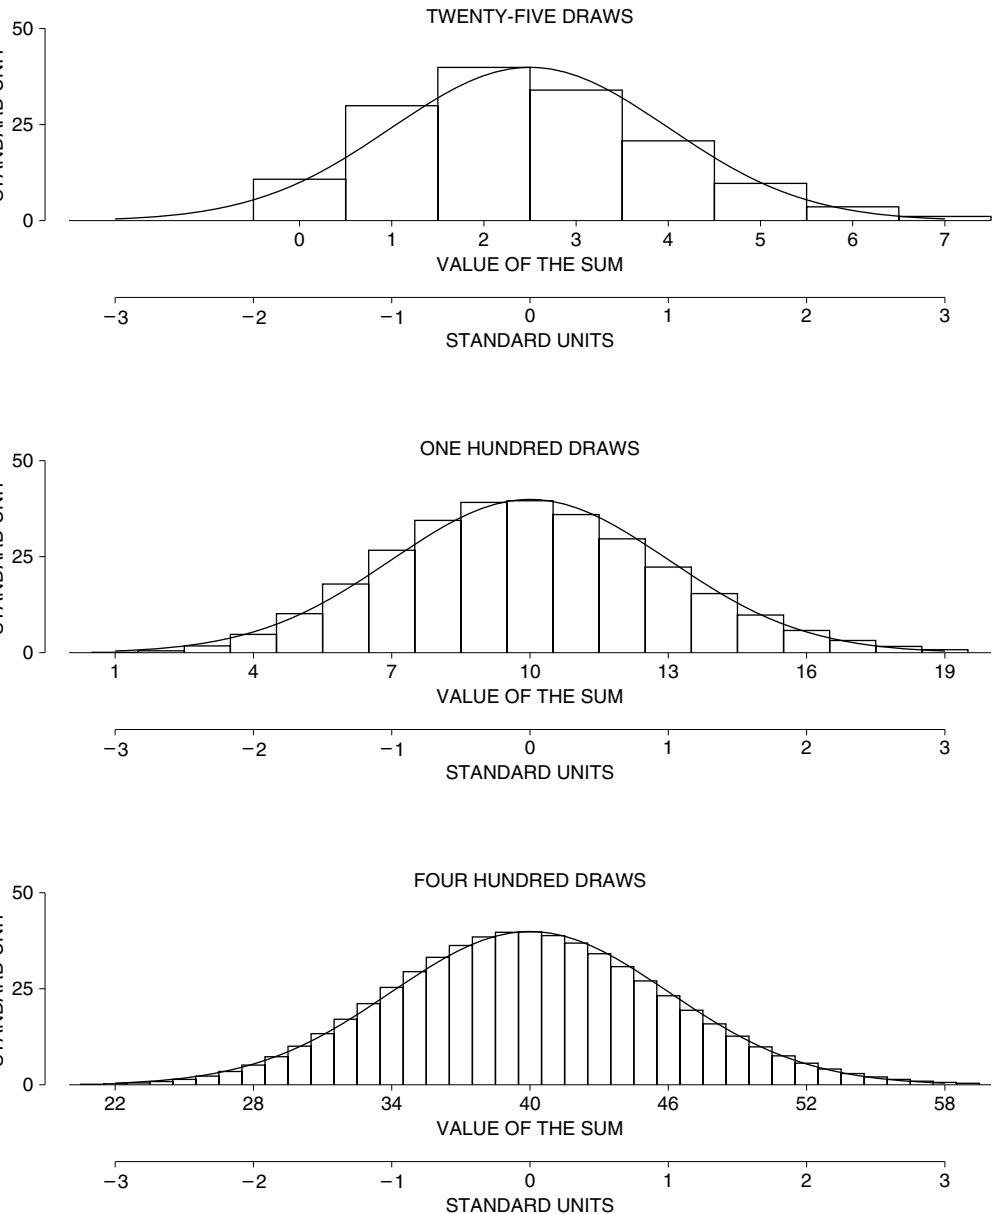 TWENTY-FIVE DRAWS
50
25
0
0 1 2 3 4 5 6 7
VALUE OF THE SUM
−3 −2 −1 0 1 2 3
STANDARD UNITS
ONE HUNDRED DRAWS
50
25
0
1 4 7 10 13 16 19
VALUE OF THE SUM
−3 −2 −1 0 1 2 3
STANDARD UNITS
FOUR HUNDRED DRAWS
50
25
0
22 28 34 40 46 52 58
VALUE OF THE SUM
−3 −2 −1 0 1 2 3
STANDARD UNITS